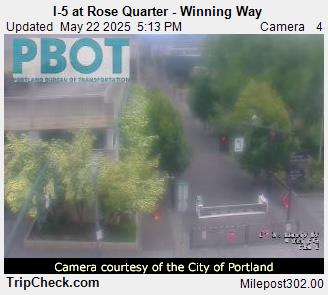 I-5 at Rose Quarter - Winning Way
Updated May 22 2025 5:13 PM Camera 4
PBOT
PORTLAND BUREAU OF TRANSPORTATION
Camera courtesy of the City of Portland
TripCheck.com Milepost302.00